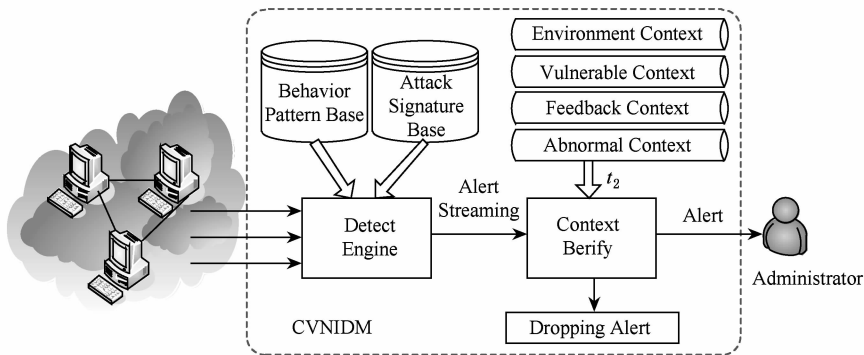 Behavior
Pattern Base
Attack
Signature
Base
Environment Context
Vulnerable Context
Feedback Context
Abnormal Context
t₂
Detect
Engine
Alert
Streaming
Context
Berify
Alert
Administrator
CVNIDM
Dropping Alert